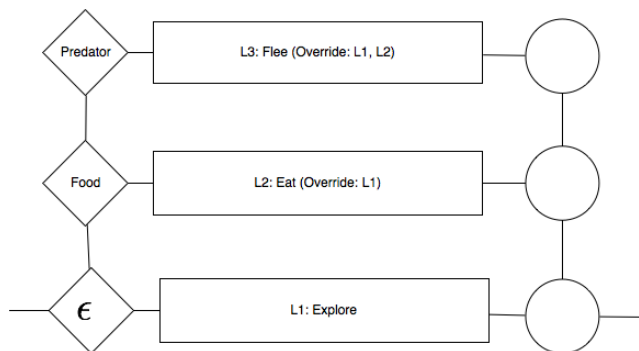 Predator
L3: Flee (Override: L1, L2)
Food
L2: Eat (Override: L1)
ϵ
L1: Explore